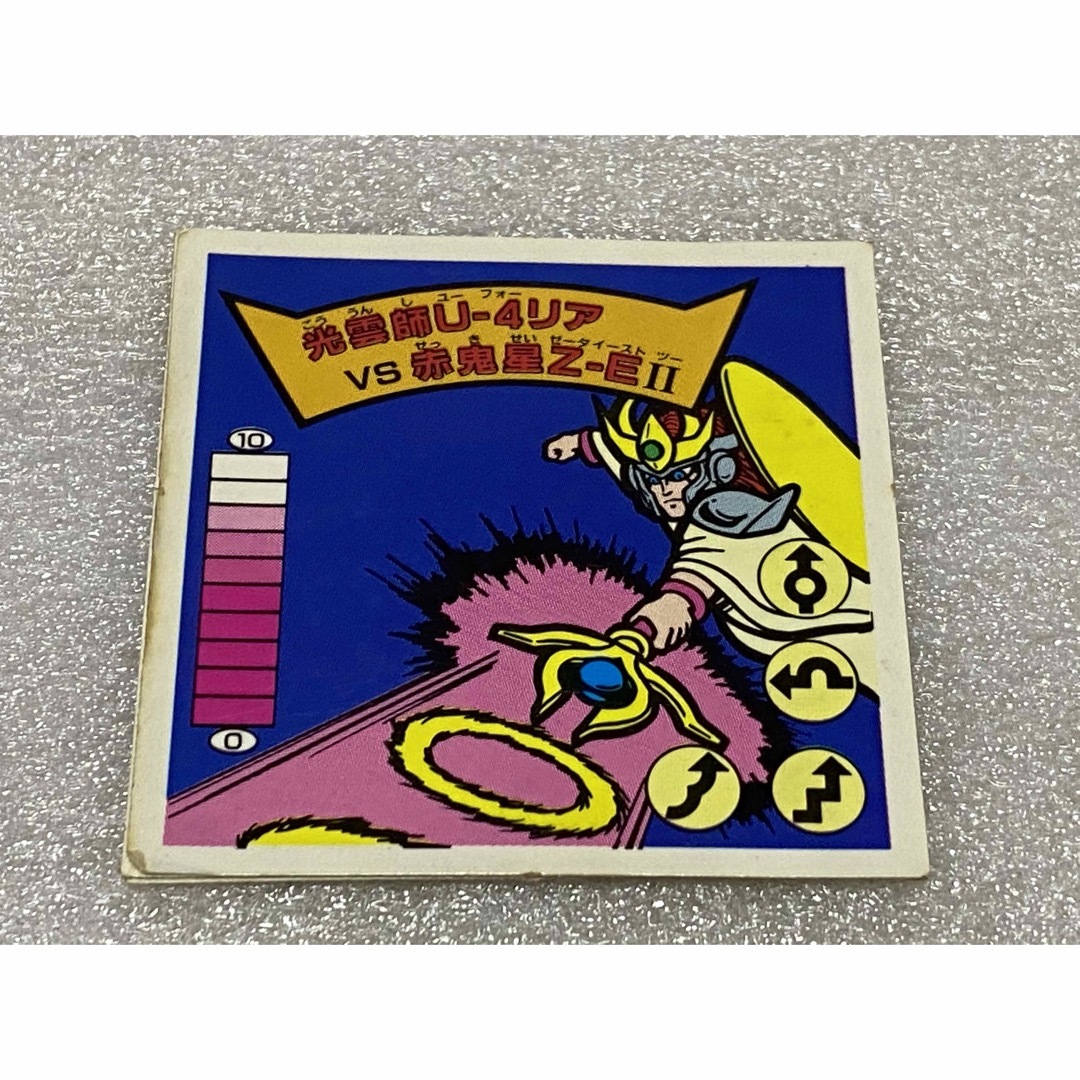 こう うん し ユー フォー
光雲師U-4リア
せっ き せい ゼータイースト ツー
VS 赤鬼星Z-E II
10
0